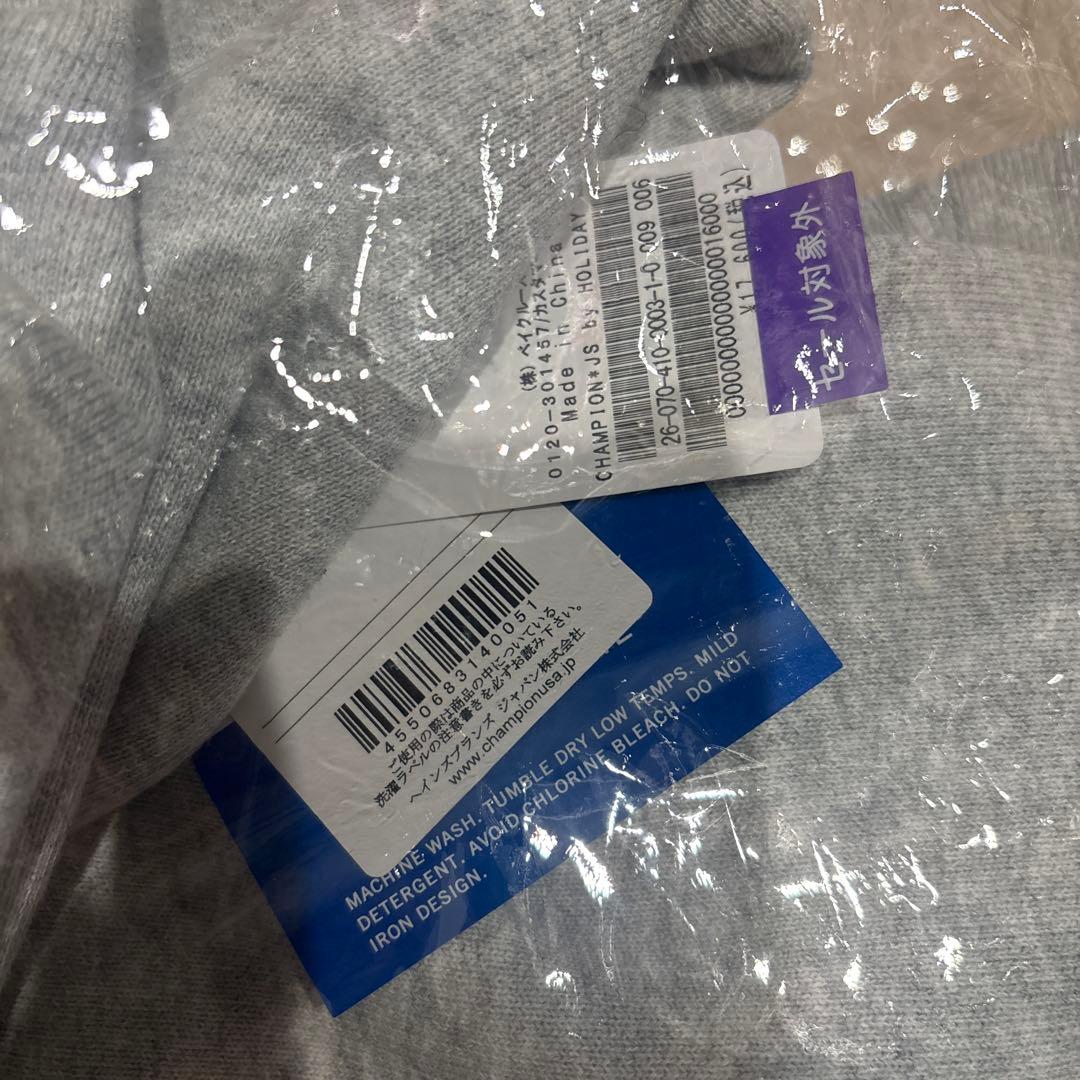 (株) ベイクルー
0120-301457/カスタマ
Made in China
CHAMPION*JS by HOLIDAY
26-070-410-3003-1-0 009 006
¥17,600(税込)
セール対象外
4550683140051
ご使用の際は商品の中についている
洗濯ラベルの注意書きを必ずお読み下さい。
ヘインズブランズ ジャパン株式会社
www.championusa.jp
MACHINE WASH. TUMBLE DRY LOW TEMPS. MILD
DETERGENT. AVOID CHLORINE BLEACH. DO NOT
IRON DESIGN.